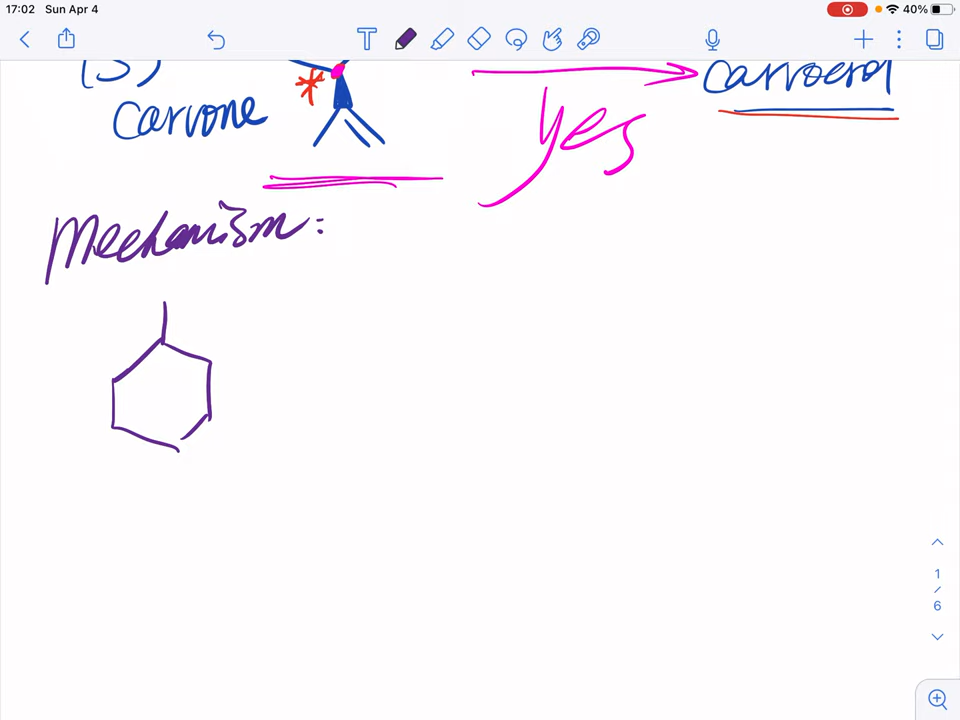 17:02 Sun Apr 4
40%
T
(S)
Carvone
carvacrol
yes
Mechanism:
1
/
6